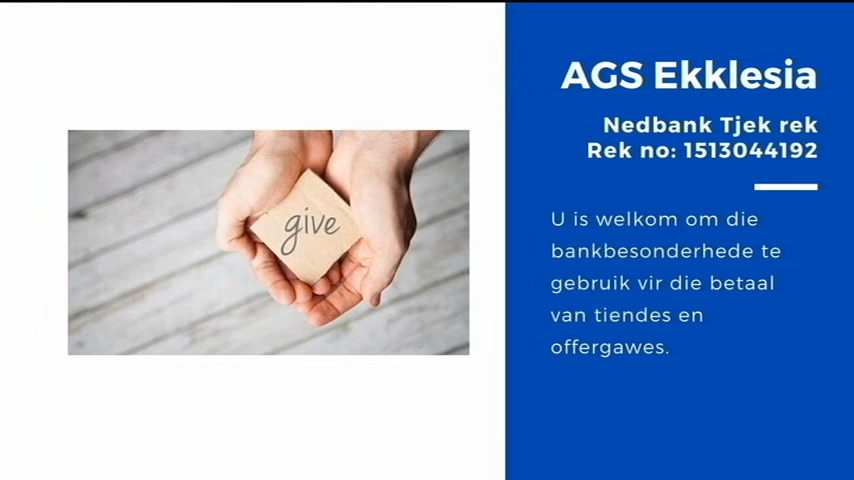 give
AGS Ekklesia
Nedbank Tjek rek
Rek no: 1513044192
U is welkom om die
bankbesonderhede te
gebruik vir die betaal
van tiendes en
offergawes.